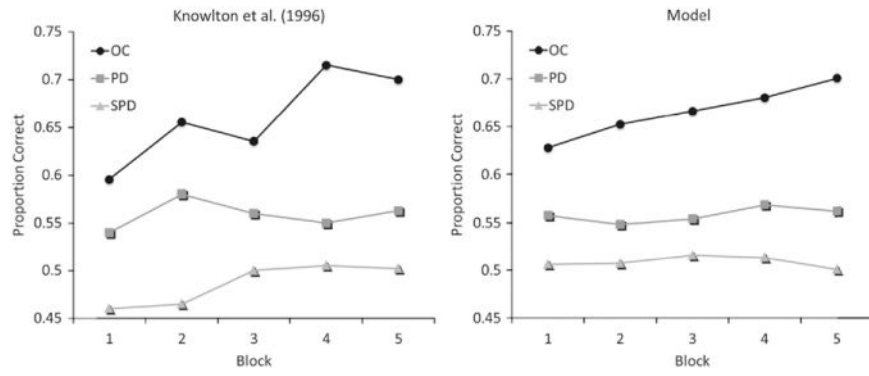 Knowlton et al. (1996)
Proportion Correct
0.75
0.7
0.65
0.6
0.55
0.5
0.45
OC
PD
SPD
1 2 3 4 5
Block
Model
Proportion Correct
0.75
0.7
0.65
0.6
0.55
0.5
0.45
OC
PD
SPD
1 2 3 4 5
Block